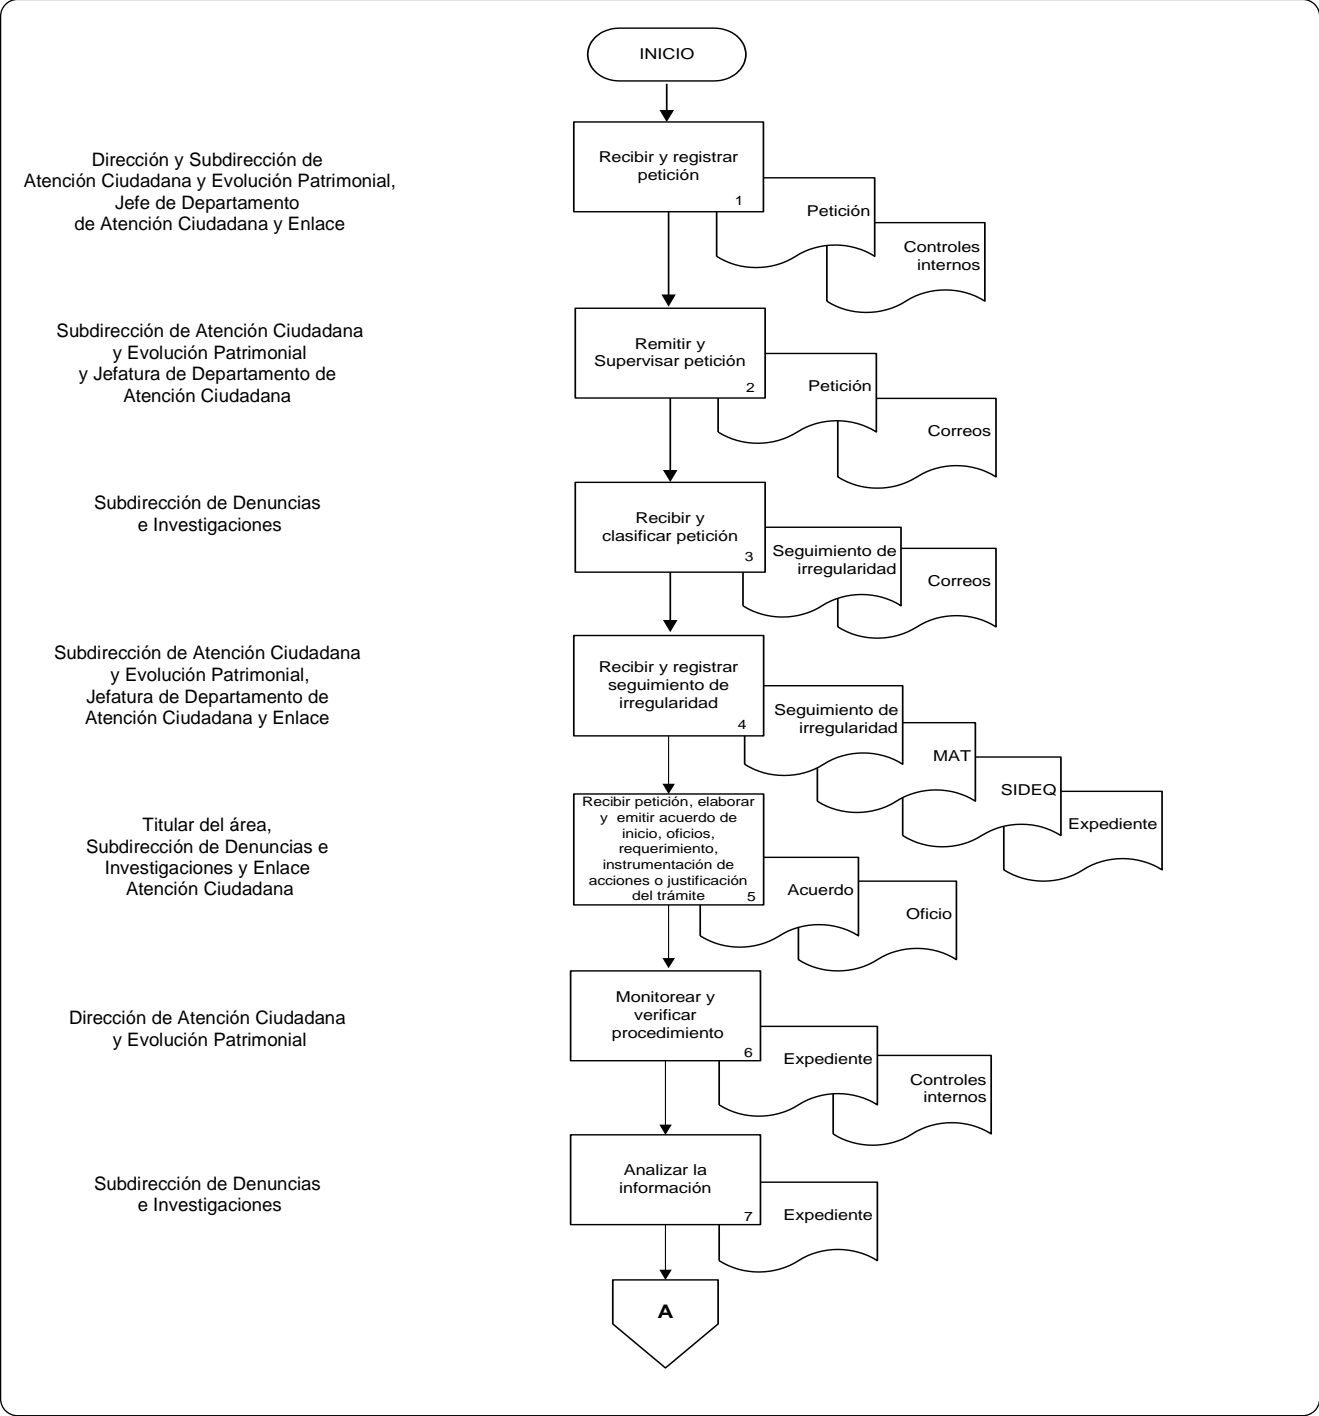 INICIO
Dirección y Subdirección de
Atención Ciudadana y Evolución Patrimonial,
Jefe de Departamento
de Atención Ciudadana y Enlace
Recibir y registrar
petición
1
Petición
Controles
internos
Subdirección de Atención Ciudadana
y Evolución Patrimonial
y Jefatura de Departamento de
Atención Ciudadana
Remitir y
Supervisar petición
2
Petición
Correos
Subdirección de Denuncias
e Investigaciones
Recibir y
clasificar petición
3
Seguimiento de
irregularidad
Correos
Subdirección de Atención Ciudadana
y Evolución Patrimonial,
Jefatura de Departamento de
Atención Ciudadana y Enlace
Recibir y registrar
seguimiento de
irregularidad
4
Seguimiento de
irregularidad
MAT
SIDEQ
Expediente
Titular del área,
Subdirección de Denuncias e
Investigaciones y Enlace
Atención Ciudadana
Recibir petición, elaborar
y emitir acuerdo de
inicio, oficios,
requerimiento,
instrumentación de
acciones o justificación
del trámite
5
Acuerdo
Oficio
Dirección de Atención Ciudadana
y Evolución Patrimonial
Monitorear y
verificar
procedimiento
6
Expediente
Controles
internos
Subdirección de Denuncias
e Investigaciones
Analizar la
información
7
Expediente
A